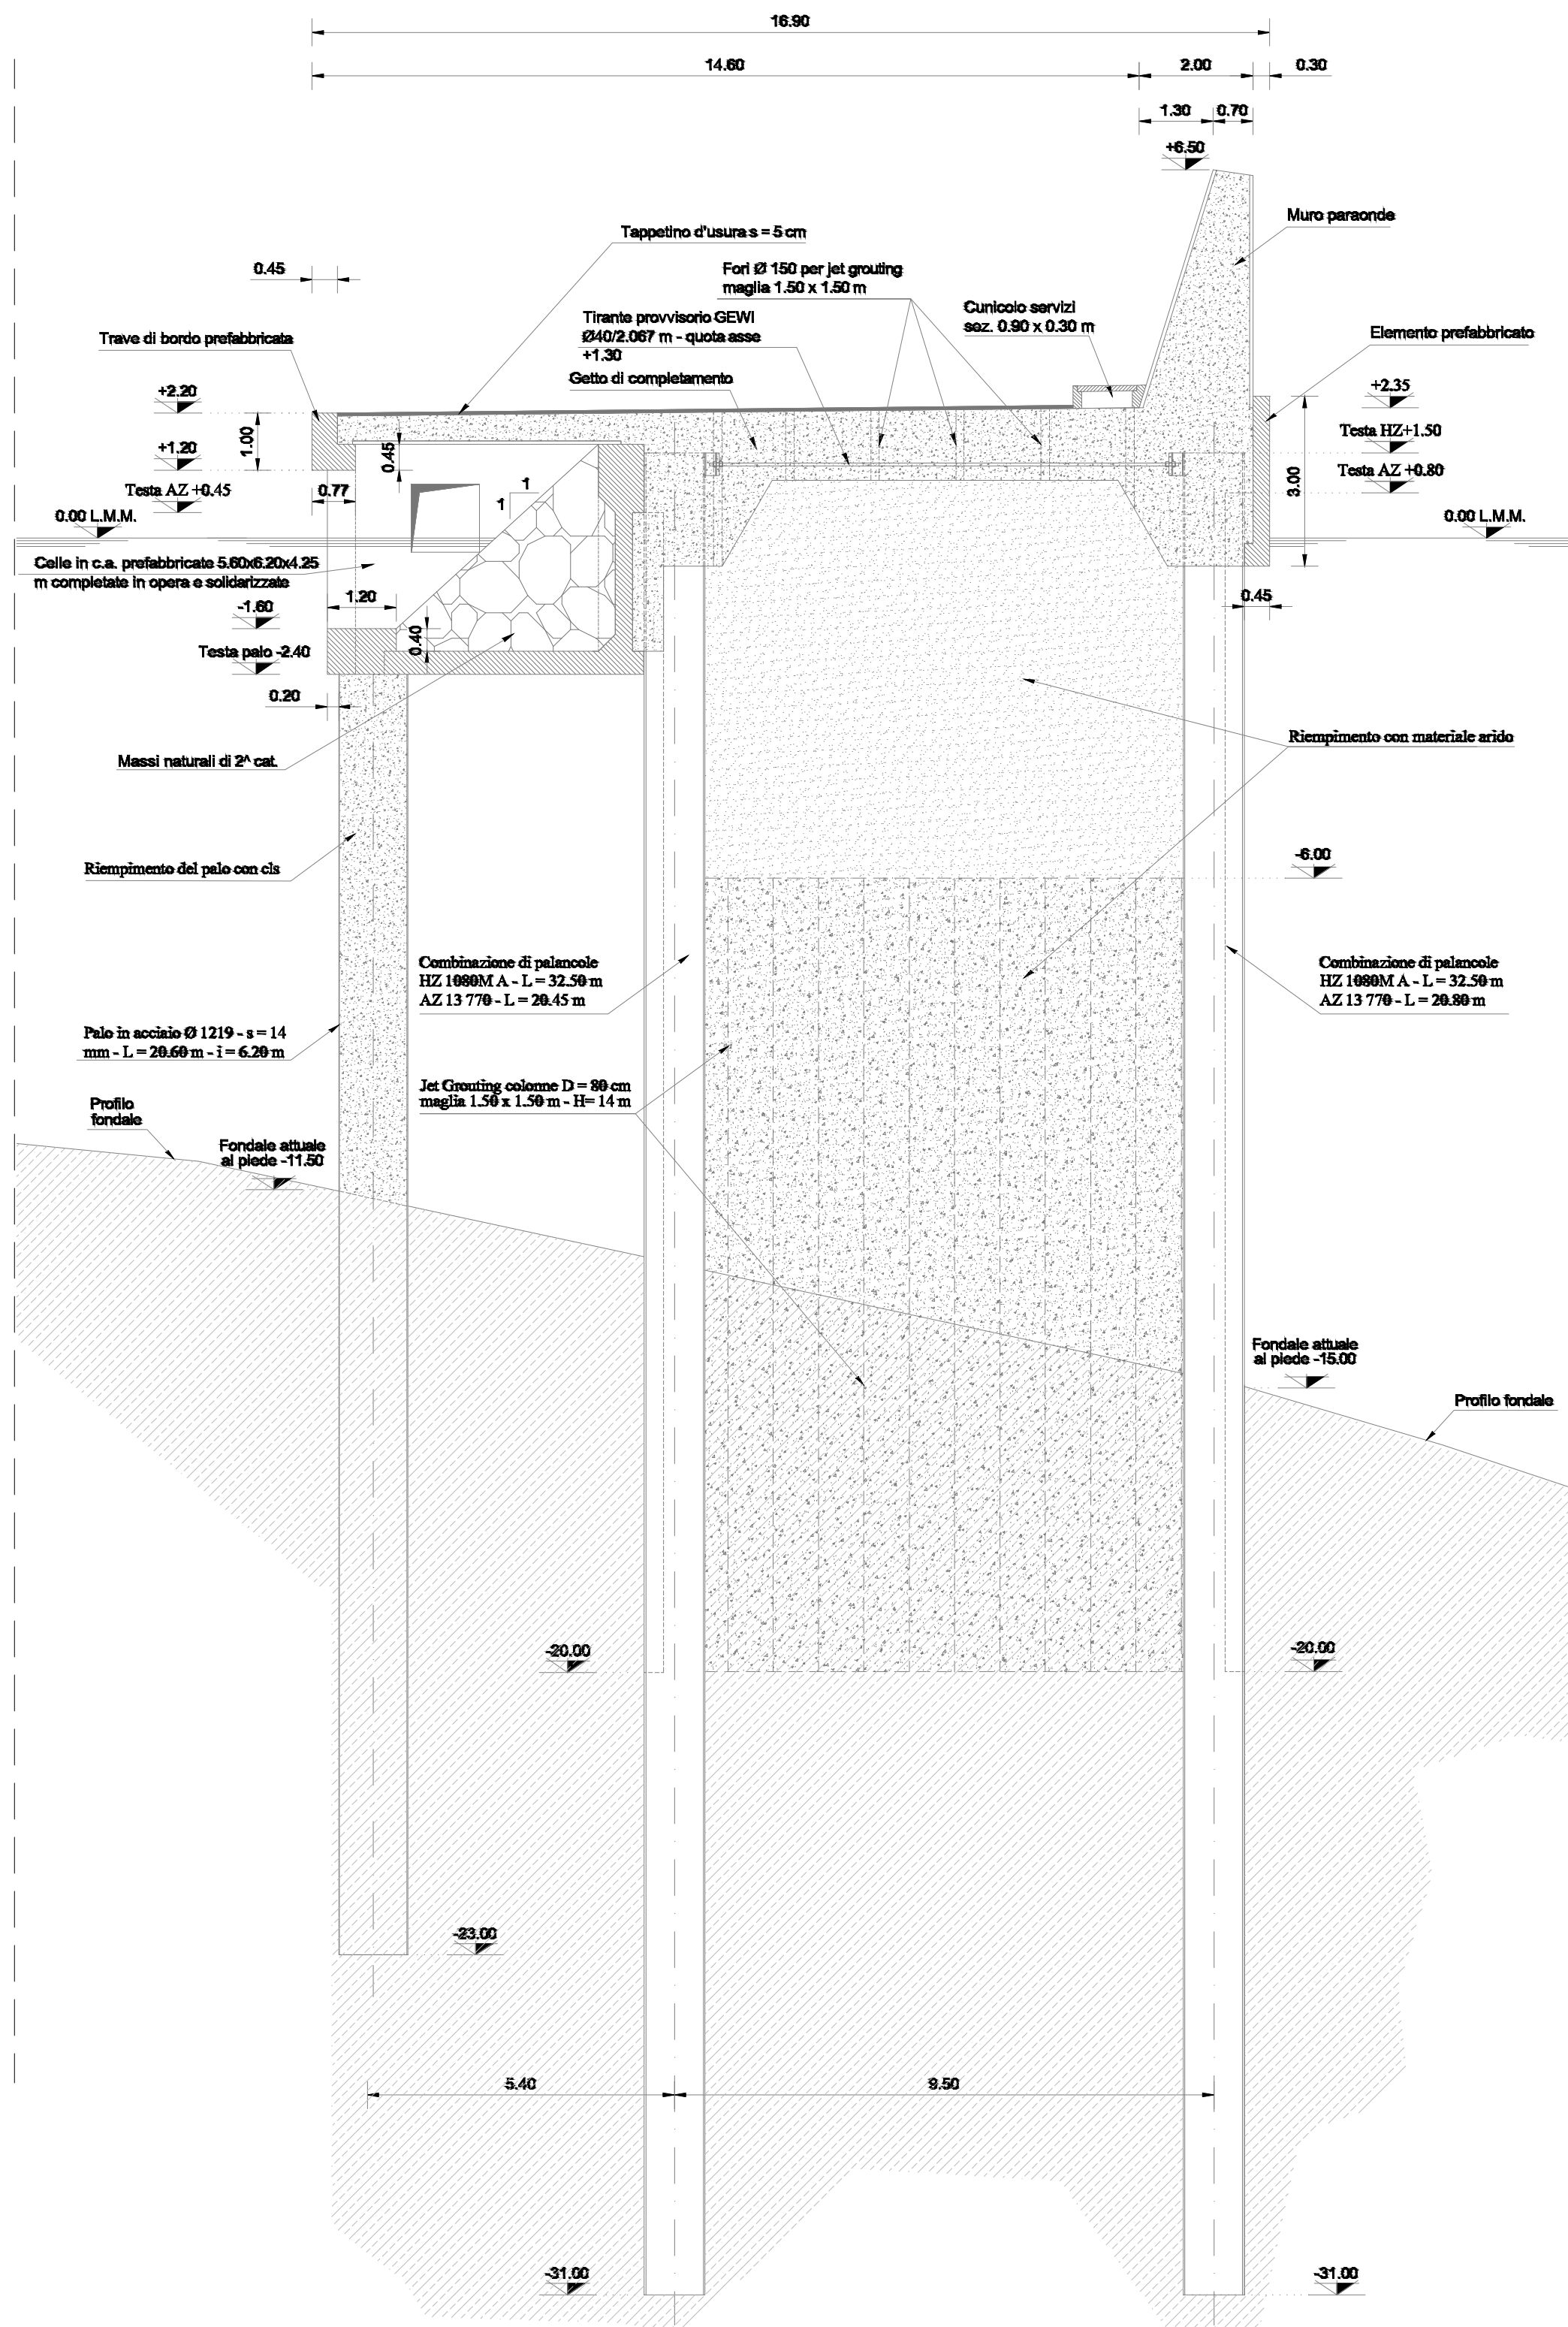 16.90
14.60
2.00
0.30
1.30
0.70
+6.50
Muro paraonde
Tappetino d'usura s = 5 cm
0.45
Fori Ø 150 per jet grouting
maglia 1.50 x 1.50 m
Cunicolo servizi
sez. 0.90 x 0.30 m
Tirante provvisorio GEWI
Ø40/2.067 m - quota asse
+1.30
Trave di bordo prefabbricata
Elemento prefabbricato
Getto di completamento
+2.20
+2.35
1.00
0.45
+1.20
Testa HZ+1.50
Testa AZ +0.80
3.00
Testa AZ +0.45
0.77
1
1
0.00 L.M.M.
0.00 L.M.M.
Celle in c.a. prefabbricate 5.60x6.20x4.25
m completate in opera e solidarizzate
1.20
0.45
-1.60
0.40
Testa palo -2.40
0.20
Riempimento con materiale arido
Massi naturali di 2^ cat.
Riempimento del palo con cls
-6.00
Combinazione di palancole
HZ 1080M A - L = 32.50 m
AZ 13 770 - L = 20.45 m
Combinazione di palancole
HZ 1080M A - L = 32.50 m
AZ 13 770 - L = 20.80 m
Palo in acciaio Ø 1219 - s = 14
mm - L = 20.60 m - i = 6.20 m
Jet Grouting colonne D = 80 cm
maglia 1.50 x 1.50 m - H= 14 m
Profilo
fondale
Fondale attuale
al piede -11.50
Fondale attuale
al piede -15.00
Profilo fondale
-20.00
-20.00
-23.00
5.40
9.50
-31.00
-31.00